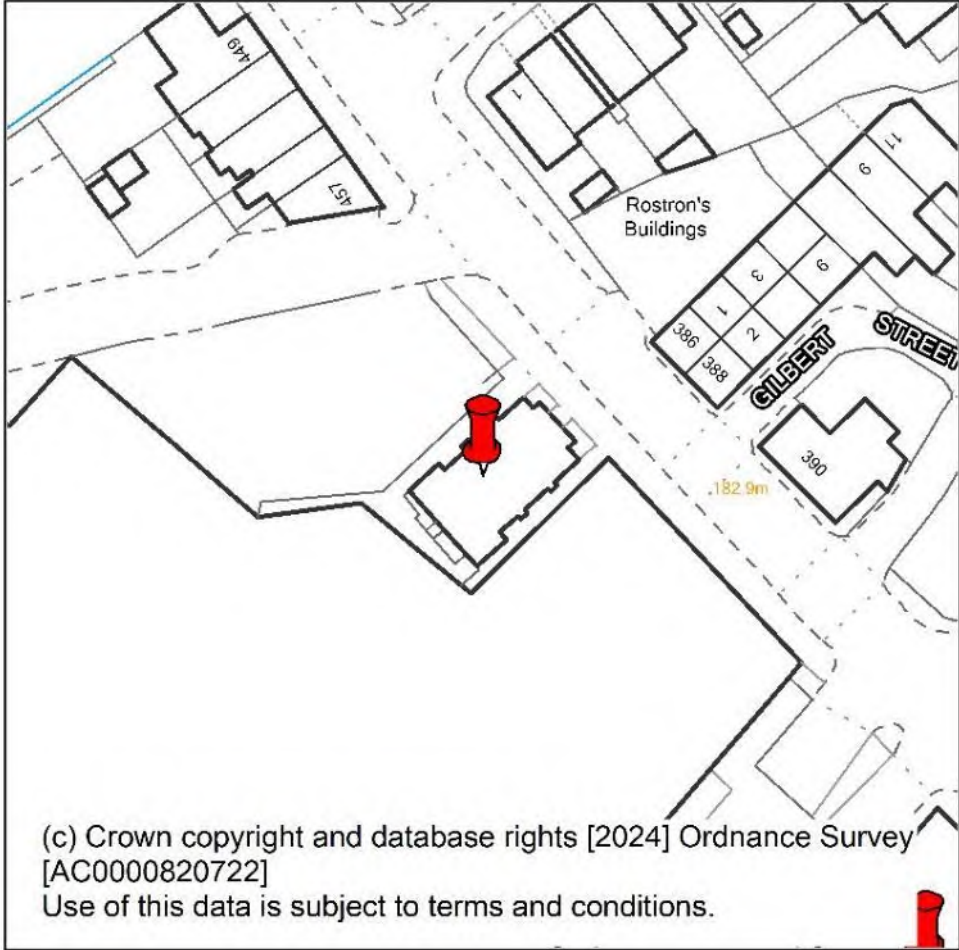 449
1
457
11
9
Rostron's
Buildings
3
6
1
2
386
388
GILBERT
STREET
390
182.9m
(c) Crown copyright and database rights [2024] Ordnance Survey
[AC0000820722]
Use of this data is subject to terms and conditions.